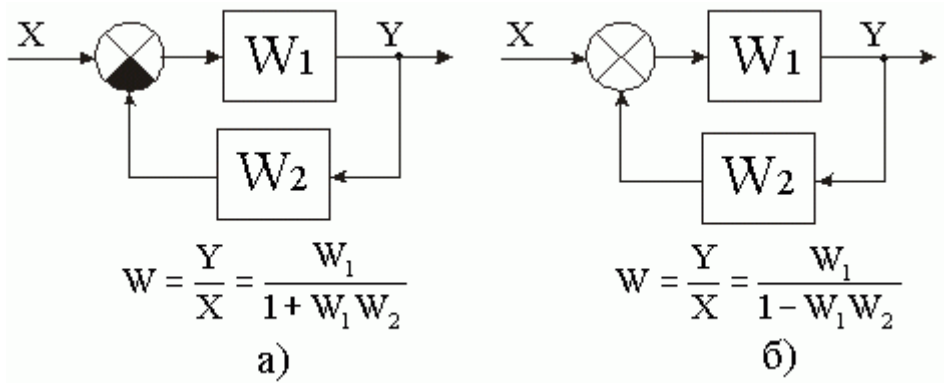 X W₁ Y
W₂
W = Y/X = W₁/(1 + W₁W₂)
а)
X W₁ Y
W₂
W = Y/X = W₁/(1 − W₁W₂)
б)